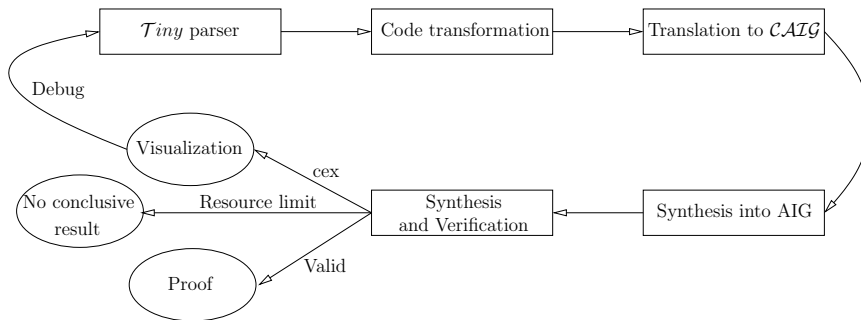 Tiny parser
Code transformation
Translation to CAIG
Debug
Visualization
cex
No conclusive
result
Resource limit
Synthesis
and Verification
Synthesis into AIG
Valid
Proof